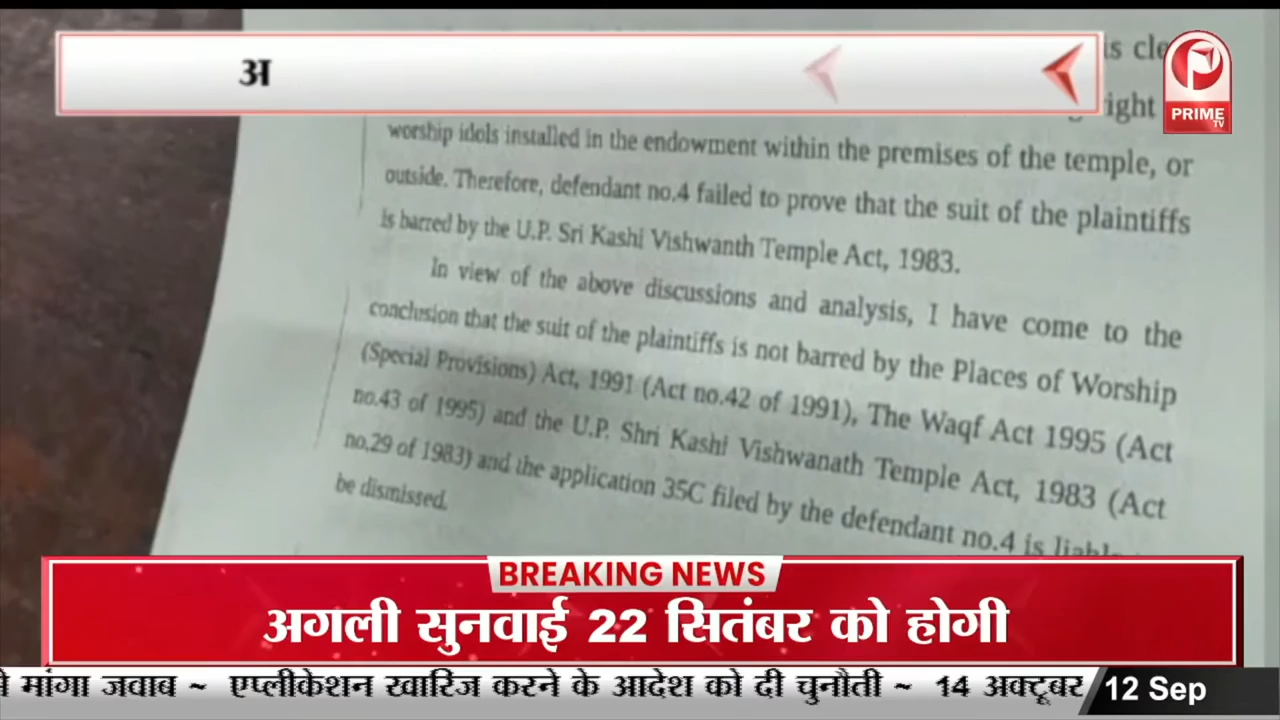 अ
is cle
ight
PRIME
TV
worship idols installed in the endowment within the premises of the temple, or
outside. Therefore, defendant no.4 failed to prove that the suit of the plaintiffs
is barred by the U.P. Sri Kashi Vishwanth Temple Act, 1983.
In view of the above discussions and analysis, I have come to the
conclusion that the suit of the plaintiffs is not barred by the Places of Worship
(Special Provisions) Act, 1991 (Act no.42 of 1991), The Waqf Act 1995 (Act
no.43 of 1995) and the U.P. Shri Kashi Vishwanath Temple Act, 1983 (Act
no.29 of 1983) and the application 35C filed by the defendant no.4 is
be dismissed.
BREAKING NEWS
अगली सुनवाई 22 सितंबर को होगी
मांगा जवाब ~ एप्लीकेशन खारिज करने के आदेश को दी चुनौती ~ 14 अक्टूबर
12 Sep